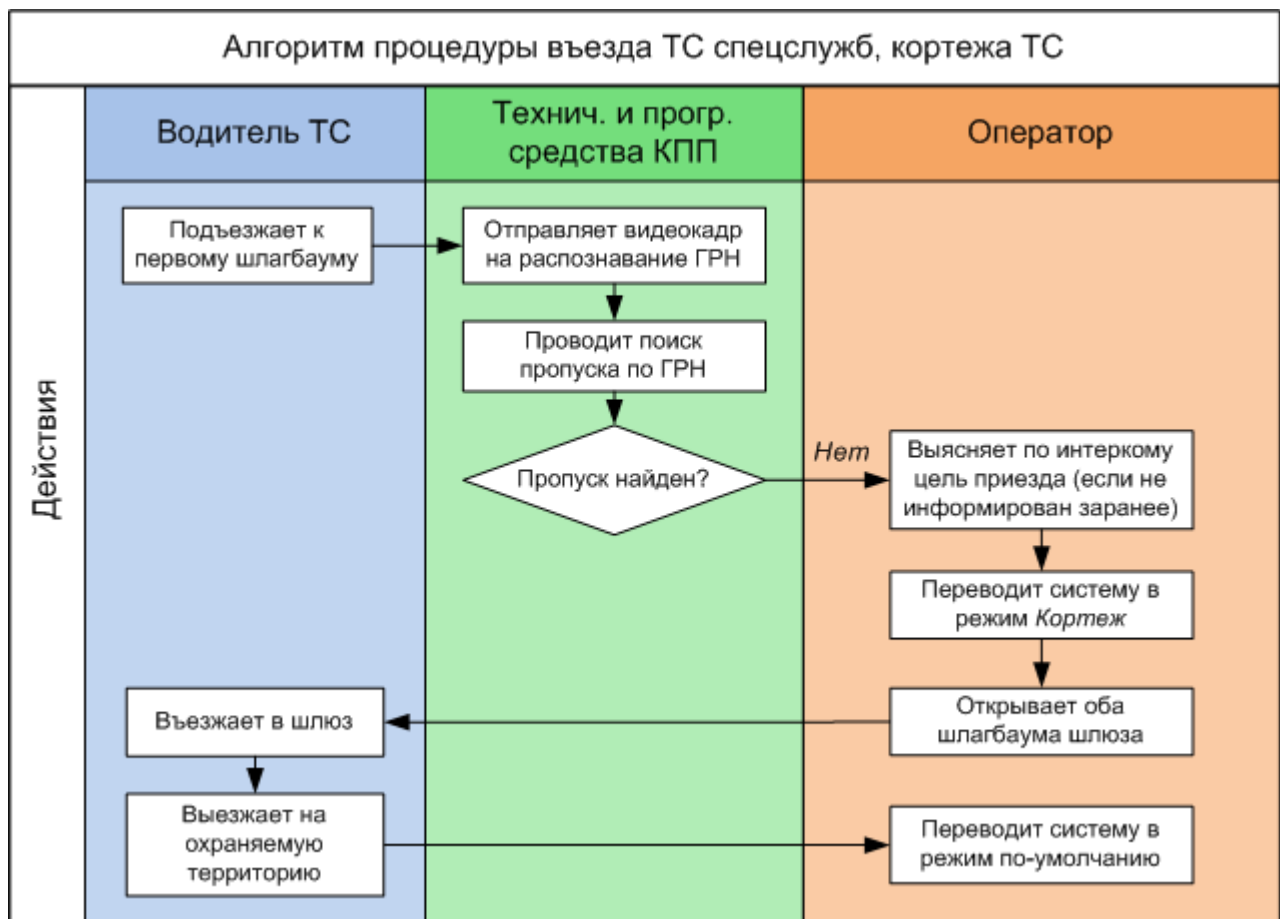 Алгоритм процедуры въезда ТС спецслужб, кортежа ТС
Действия
Водитель ТС
Технич. и прогр.
средства КПП
Оператор
Подъезжает к
первому шлагбауму
Отправляет видеокадр
на распознавание ГРН
Проводит поиск
пропуска по ГРН
Пропуск найден?
Нет
Выясняет по интеркому
цель приезда (если не
информирован заранее)
Переводит систему в
режим Кортеж
Открывает оба
шлагбаума шлюза
Въезжает в шлюз
Выезжает на
охраняемую
территорию
Переводит систему в
режим по-умолчанию